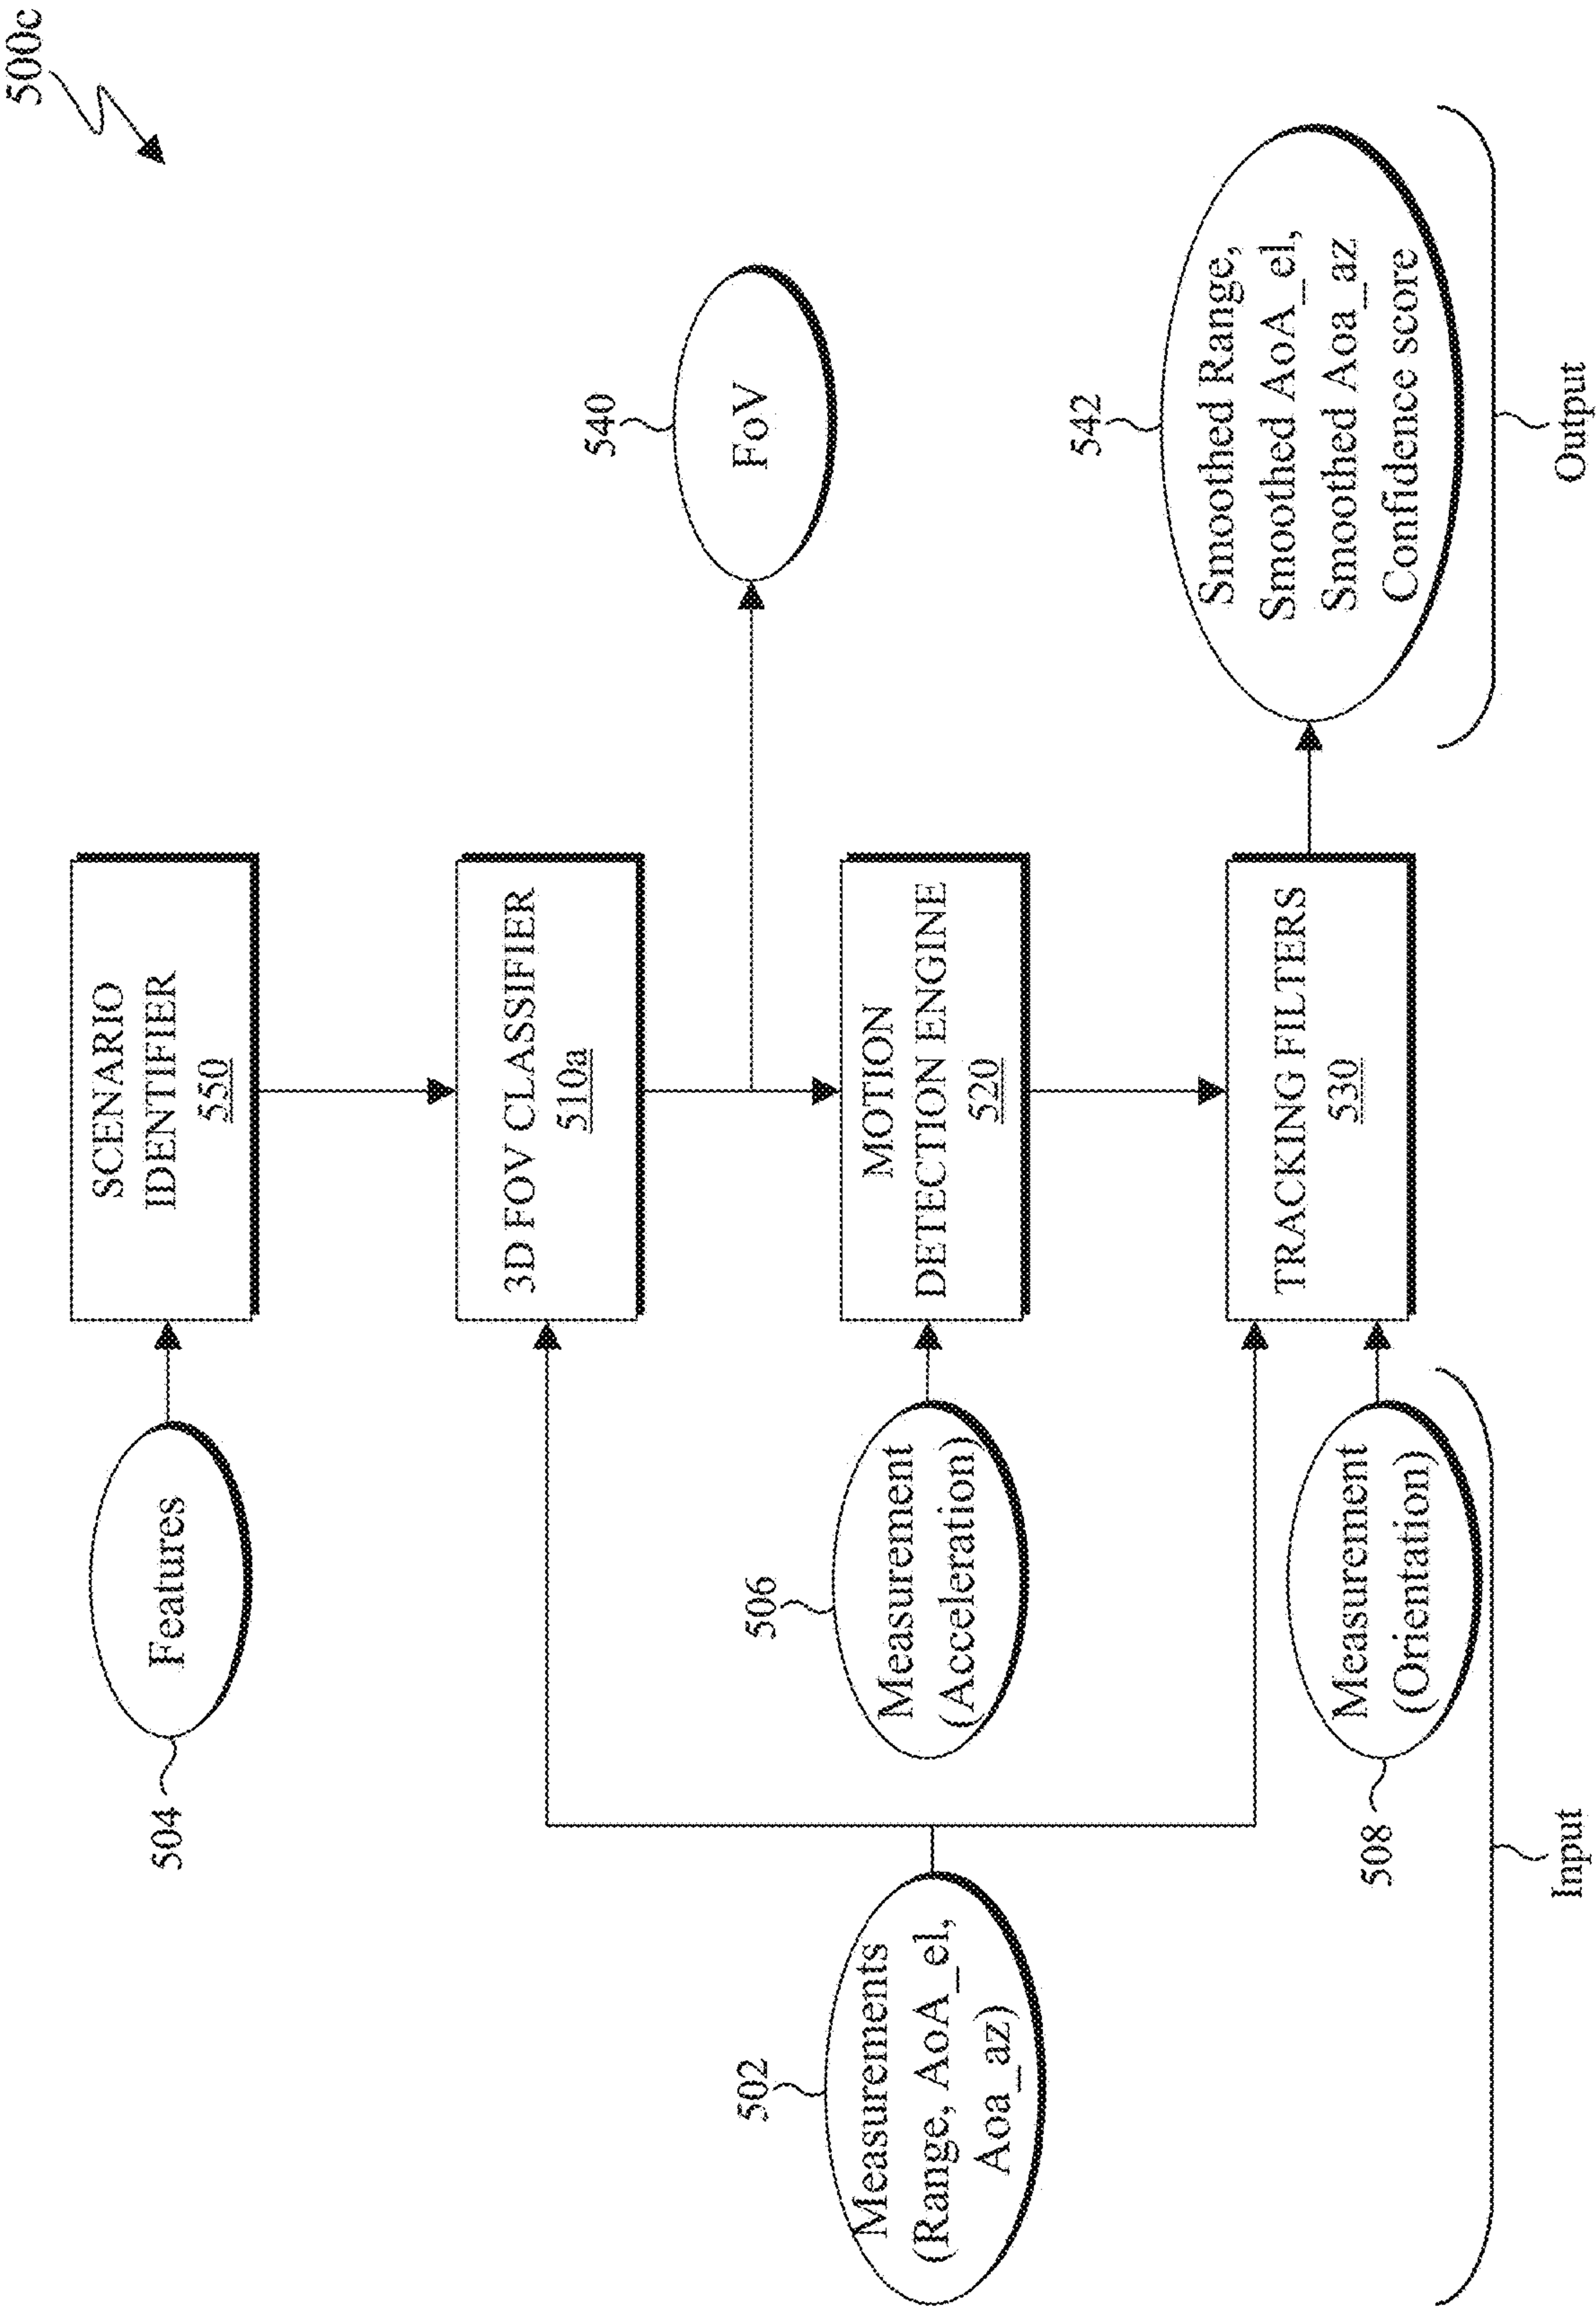 500c
504
Features
SCENARIO
IDENTIFIER
550
3D FOV CLASSIFIER
510a
540
FoV
502
Measurements
(Range, AoA_el,
Aoa_az)
506
Measurement
(Acceleration)
MOTION
DETECTION ENGINE
520
508
Measurement
(Orientation)
TRACKING FILTERS
530
542
Smoothed Range,
Smoothed AoA_el,
Smoothed Aoa_az
Confidence score
Input
Output